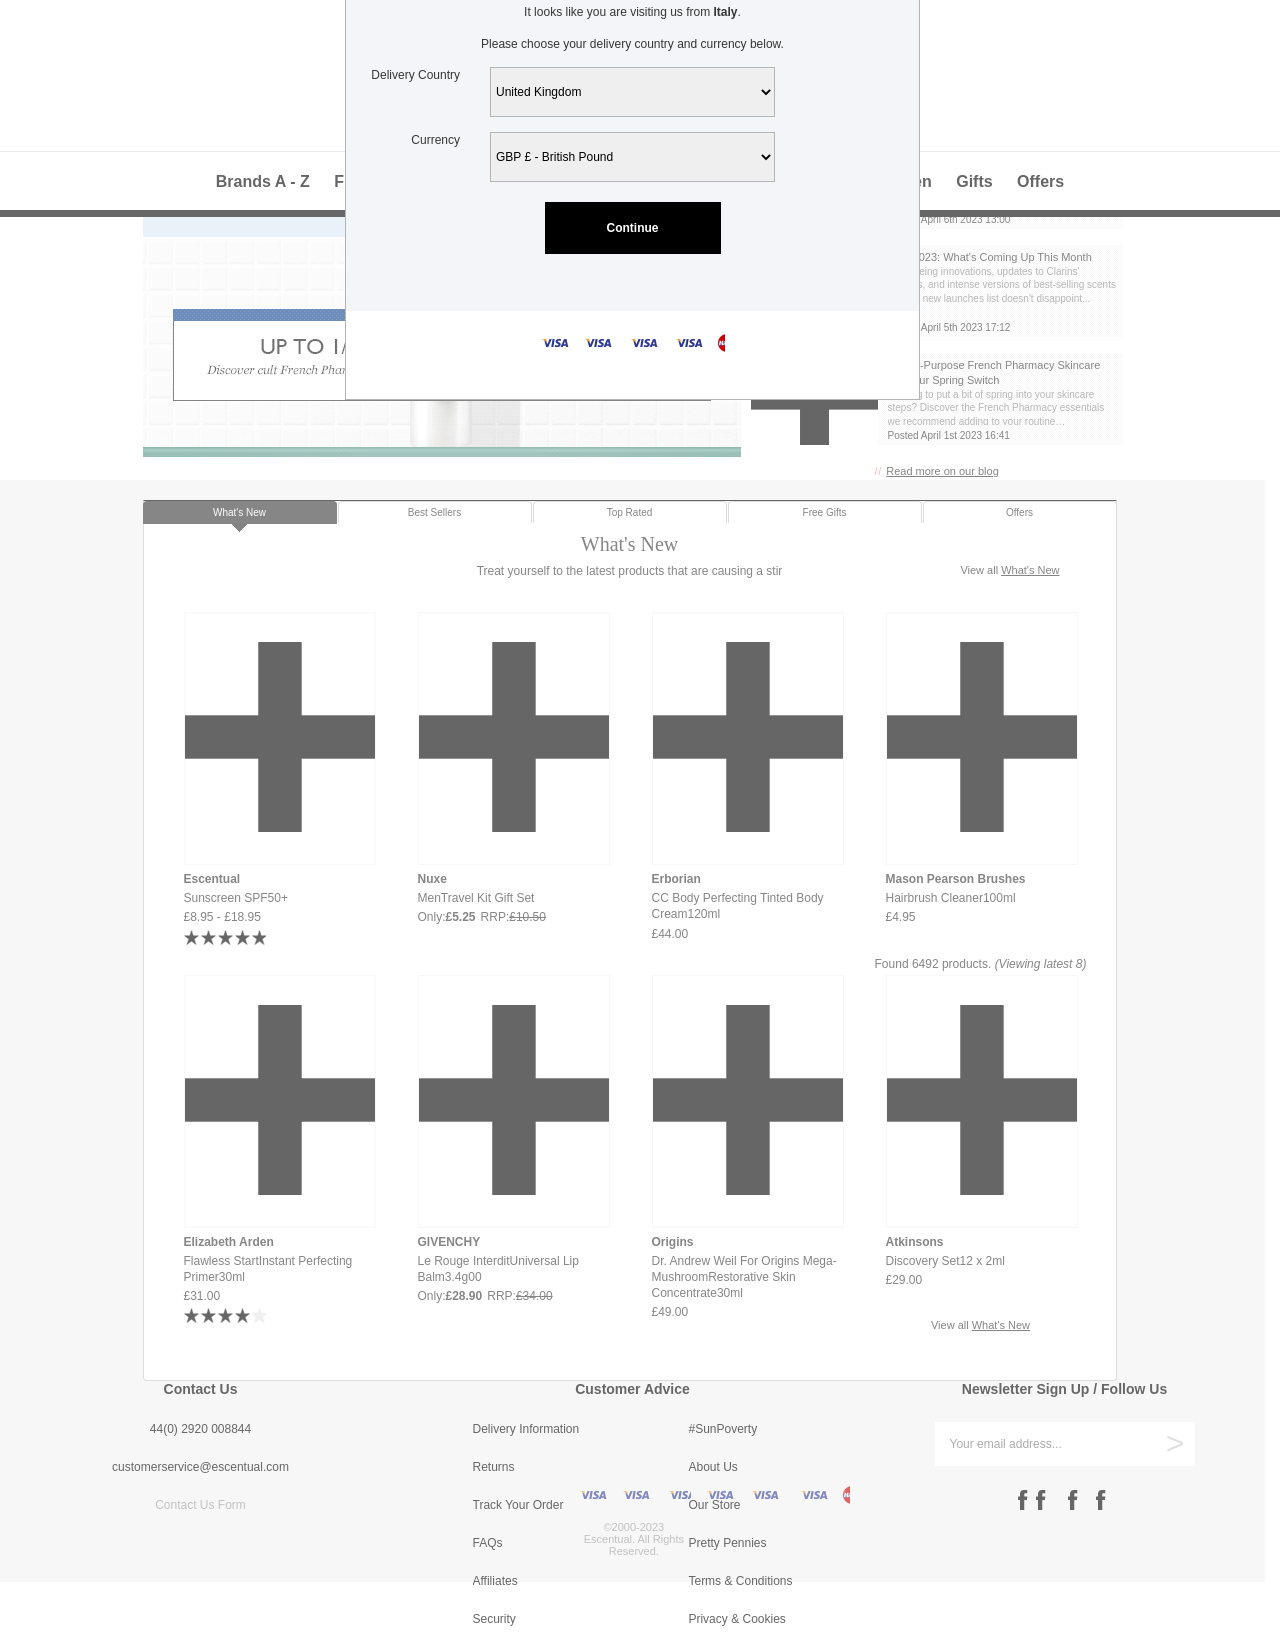 It looks like you are visiting us from Italy.
Please choose your delivery country and currency below.
Delivery Country
United Kingdom
Currency
GBP £ - British Pound
Continue
VISA VISA VISA VISA
Brands A - Z F
en Gifts Offers
April 6th 2023 13:00
023: What's Coming Up This Month
eing innovations, updates to Clarins'
s, and intense versions of best-selling scents
new launches list doesn't disappoint...
April 5th 2023 17:12
-Purpose French Pharmacy Skincare
ur Spring Switch
g to put a bit of spring into your skincare
steps? Discover the French Pharmacy essentials
we recommend adding to your routine…
Posted April 1st 2023 16:41
// Read more on our blog
UP TO 1/
Discover cult French Phar
What's New
Best Sellers
Top Rated
Free Gifts
Offers
What's New
Treat yourself to the latest products that are causing a stir
View all What's New
Escentual
Sunscreen SPF50+
£8.95 - £18.95
Nuxe
MenTravel Kit Gift Set
Only:£5.25 RRP:£10.50
Erborian
CC Body Perfecting Tinted Body
Cream120ml
£44.00
Mason Pearson Brushes
Hairbrush Cleaner100ml
£4.95
Found 6492 products. (Viewing latest 8)
Elizabeth Arden
Flawless StartInstant Perfecting
Primer30ml
£31.00
GIVENCHY
Le Rouge InterditUniversal Lip
Balm3.4g00
Only:£28.90 RRP:£34.00
Origins
Dr. Andrew Weil For Origins Mega-
MushroomRestorative Skin
Concentrate30ml
£49.00
Atkinsons
Discovery Set12 x 2ml
£29.00
View all What's New
Contact Us
44(0) 2920 008844
customerservice@escentual.com
Contact Us Form
Customer Advice
Delivery Information
Returns
Track Your Order
FAQs
Affiliates
Security
#SunPoverty
About Us
Our Store
Pretty Pennies
Terms & Conditions
Privacy & Cookies
VISA VISA VISA VISA VISA VISA
©2000-2023
Escentual. All Rights
Reserved.
Newsletter Sign Up / Follow Us
Your email address...
>